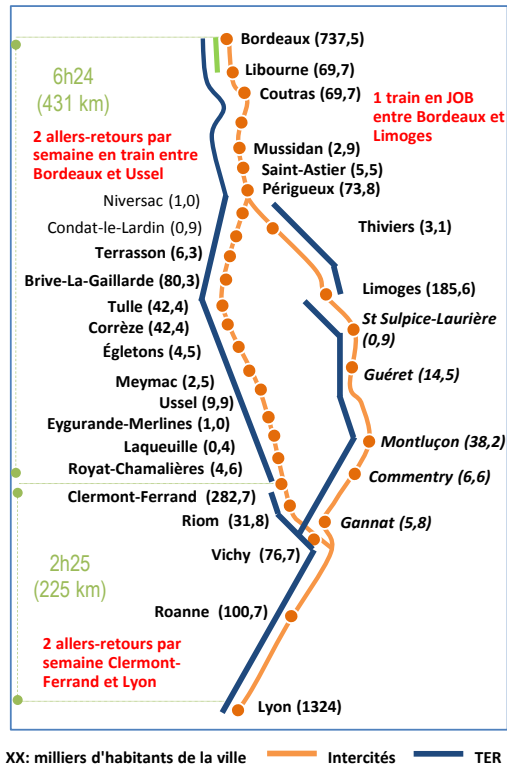 Bordeaux (737,5)
Libourne (69,7)
Coutras (69,7)
6h24
(431 km)
1 train en JOB
entre Bordeaux et
Limoges
2 allers-retours par
semaine en train entre
Bordeaux et Ussel
Mussidan (2,9)
Saint-Astier (5,5)
Périgueux (73,8)
Niversac (1,0)
Condat-le-Lardin (0,9)
Thiviers (3,1)
Terrasson (6,3)
Brive-La-Gaillarde (80,3)
Limoges (185,6)
Tulle (42,4)
Corrèze (42,4)
St Sulpice-Laurière
(0,9)
Égletons (4,5)
Guéret (14,5)
Meymac (2,5)
Ussel (9,9)
Eygurande-Merlines (1,0)
Laqueuille (0,4)
Montluçon (38,2)
Royat-Chamalières (4,6)
Commentry (6,6)
Clermont-Ferrand (282,7)
Riom (31,8)
Gannat (5,8)
Vichy (76,7)
2h25
(225 km)
Roanne (100,7)
2 allers-retours par
semaine Clermont-
Ferrand et Lyon
Lyon (1324)
XX: milliers d'habitants de la ville
Intercités
TER